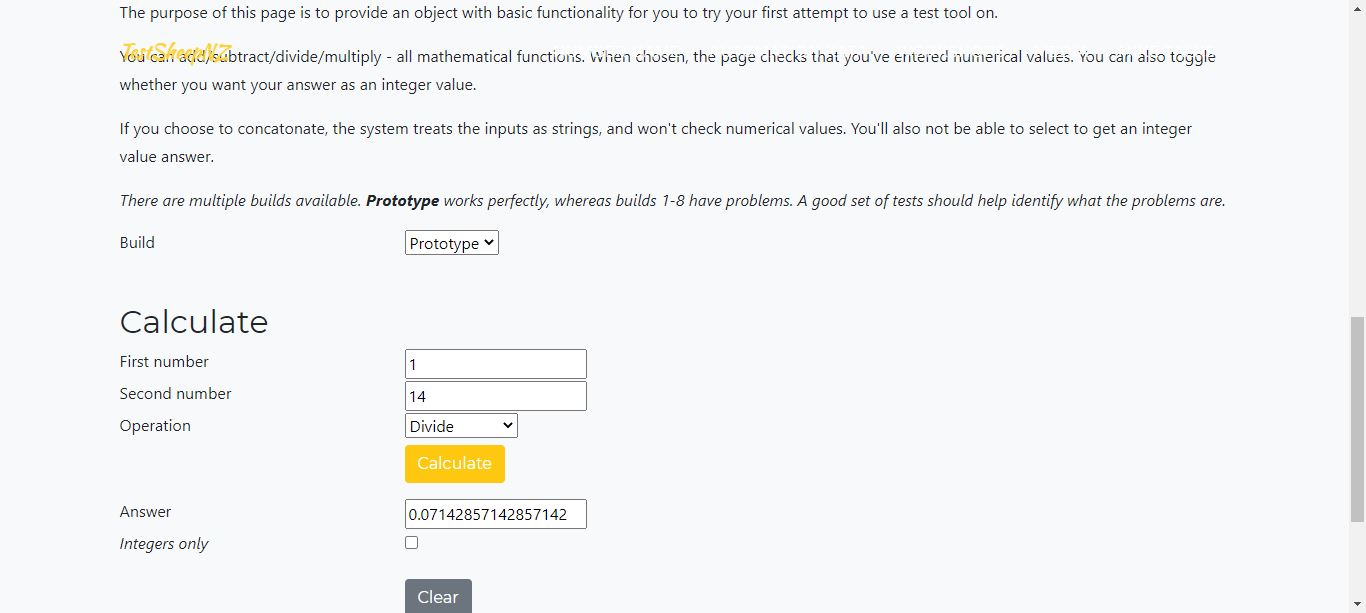 The purpose of this page is to provide an object with basic functionality for you to try your first attempt to use a test tool on.
TestSheepNZ
You can add/subtract/divide/multiply - all mathematical functions. When chosen, the page checks that you've entered numerical values. You can also toggle
whether you want your answer as an integer value.
If you choose to concatonate, the system treats the inputs as strings, and won't check numerical values. You'll also not be able to select to get an integer
value answer.
There are multiple builds available. Prototype works perfectly, whereas builds 1-8 have problems. A good set of tests should help identify what the problems are.
Build Prototype
Calculate
First number 1
Second number 14
Operation Divide
Calculate
Answer 0.07142857142857142
Integers only
Clear